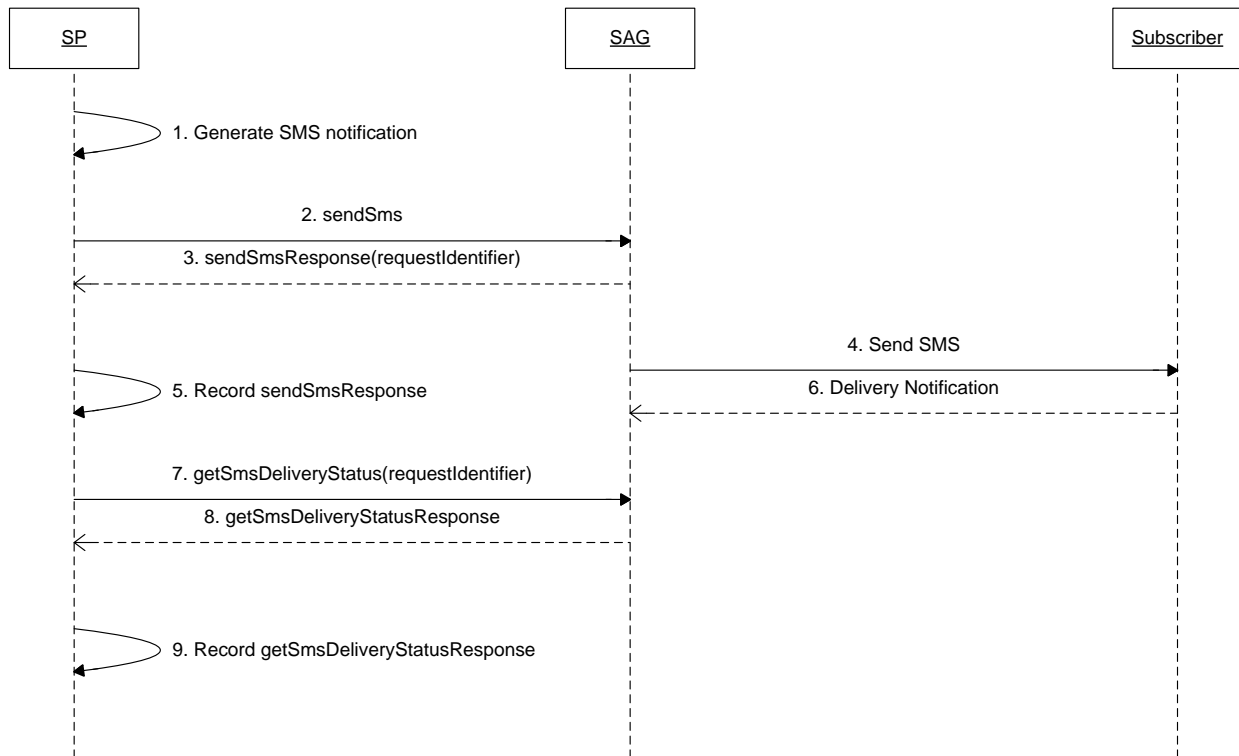 SP
SAG
Subscriber
1. Generate SMS notification
2. sendSms
3. sendSmsResponse(requestIdentifier)
4. Send SMS
5. Record sendSmsResponse
6. Delivery Notification
7. getSmsDeliveryStatus(requestIdentifier)
8. getSmsDeliveryStatusResponse
9. Record getSmsDeliveryStatusResponse